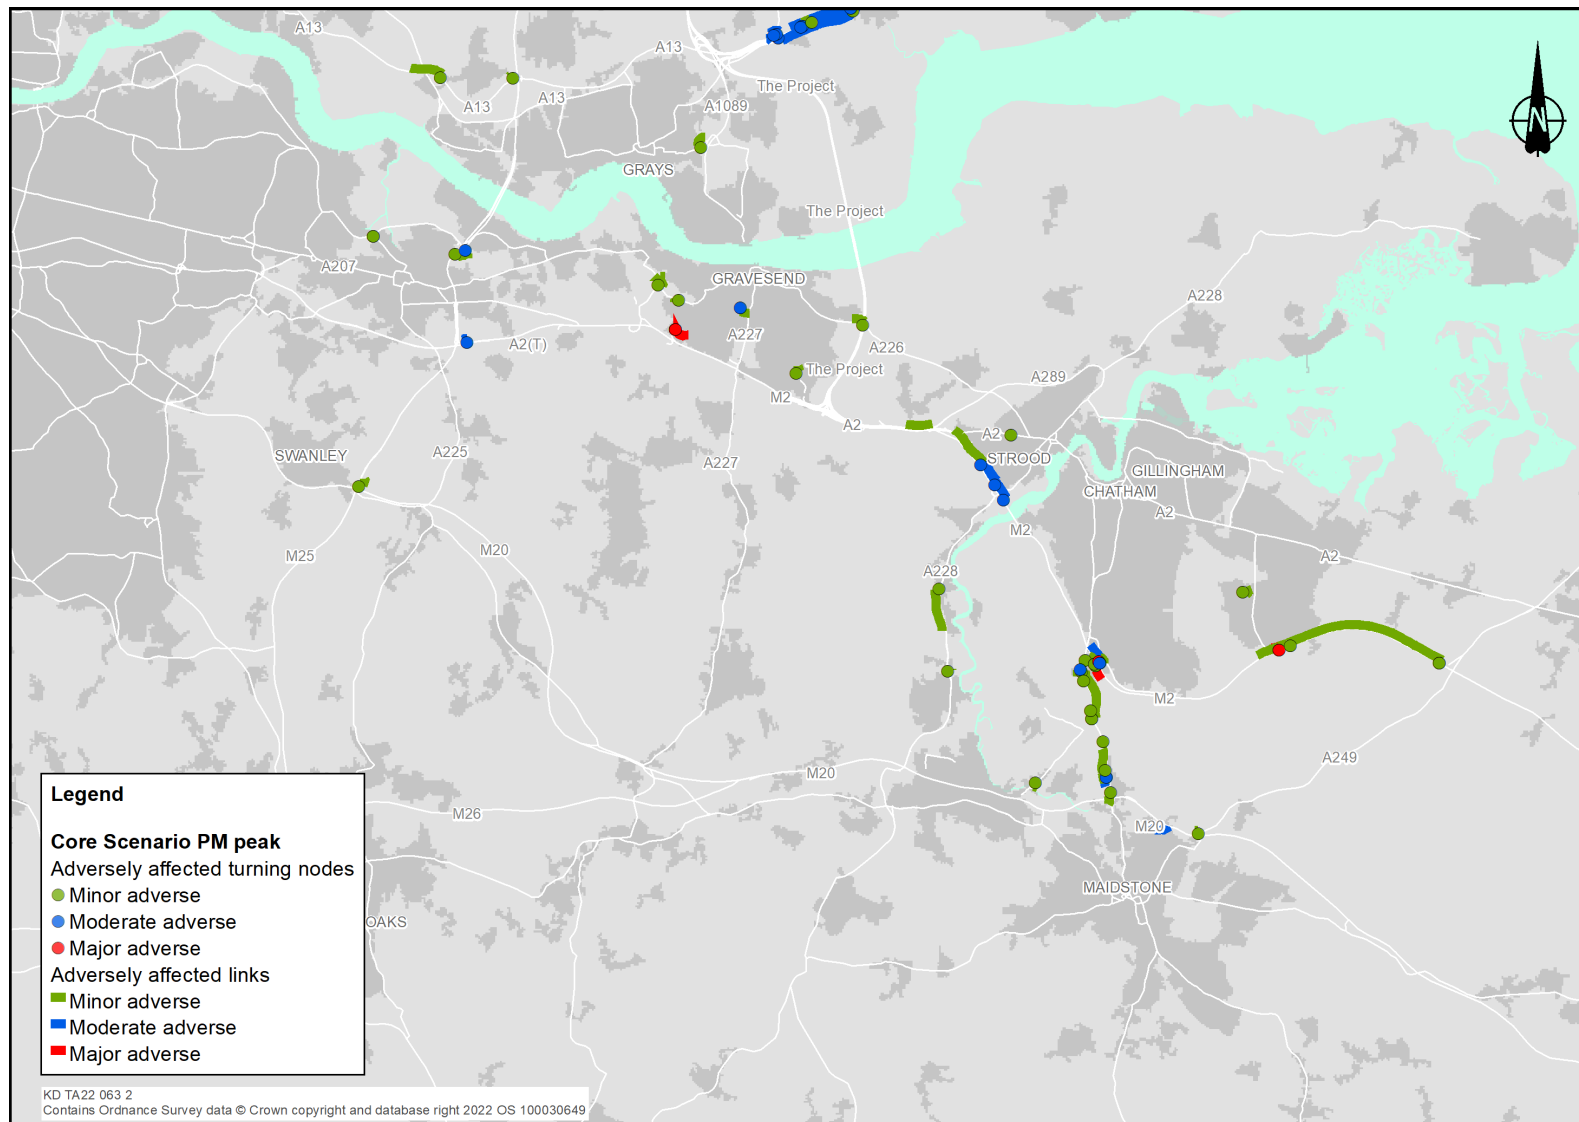 A13
A13
The Project
A13
A13
A1089
N
GRAYS
The Project
A207
GRAVESEND
A228
A2(T)
A227
A226
The Project
A289
M2
A2
A2
SWANLEY
A225
A227
STROOD
GILLINGHAM
CHATHAM
A2
M25
M20
M2
A2
A228
M2
A249
M20
M26
M20
MAIDSTONE
OAKS
Legend
Core Scenario PM peak
Adversely affected turning nodes
Minor adverse
Moderate adverse
Major adverse
Adversely affected links
Minor adverse
Moderate adverse
Major adverse
KD TA22 063 2
Contains Ordnance Survey data © Crown copyright and database right 2022 OS 100030649